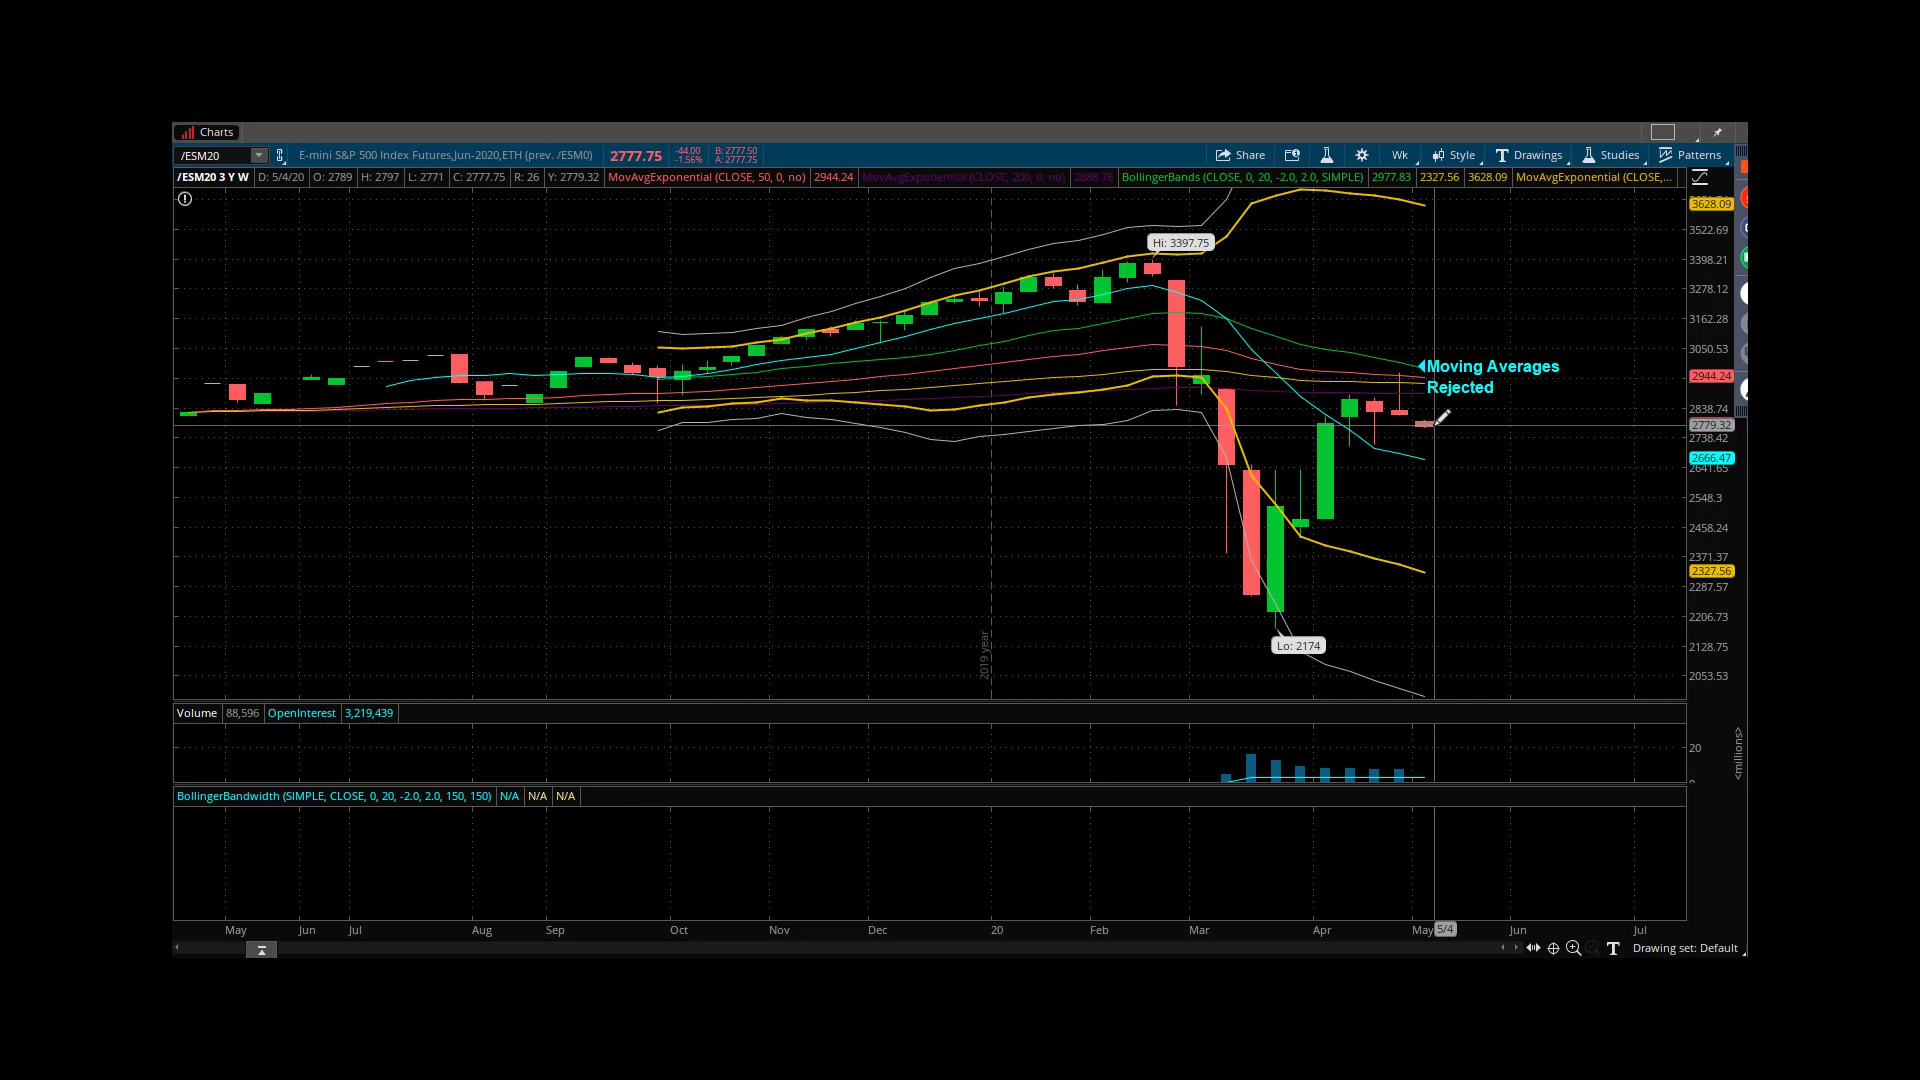 Charts
/ESM20 E-mini S&P 500 Index Futures,Jun-2020,ETH (prev. /ESM0) 2777.75 -44.00 -1.56% B: 2777.50 A: 2777.75 Share Wk Style Drawings Studies Patterns
/ESM20 3 Y W D: 5/4/20 O: 2789 H: 2797 L: 2771 C: 2777.75 R: 26 Y: 2779.32 MovAvgExponential (CLOSE, 50, 0, no) 2944.24 MovAvgExponential (CLOSE, 200, 0, no) 2888.76 BollingerBands (CLOSE, 0, 20, -2.0, 2.0, SIMPLE) 2977.83 2327.56 3628.09 MovAvgExponential (CLOSE,...
3628.09
3522.69
Hi: 3397.75
3398.21
3278.12
3162.28
3050.53
Moving Averages
2944.24
Rejected
2838.74
2779.32
2738.42
2666.47
2641.65
2548.3
2458.24
2371.37
2327.56
2287.57
2206.73
Lo: 2174
2128.75
2019 year
2053.53
Volume 88,596 OpenInterest 3,219,439
20
<millions>
BollingerBandwidth (SIMPLE, CLOSE, 0, 20, -2.0, 2.0, 150, 150) N/A N/A N/A
May Jun Jul Aug Sep Oct Nov Dec 20 Feb Mar Apr May 5/4 Jun Jul
Drawing set: Default